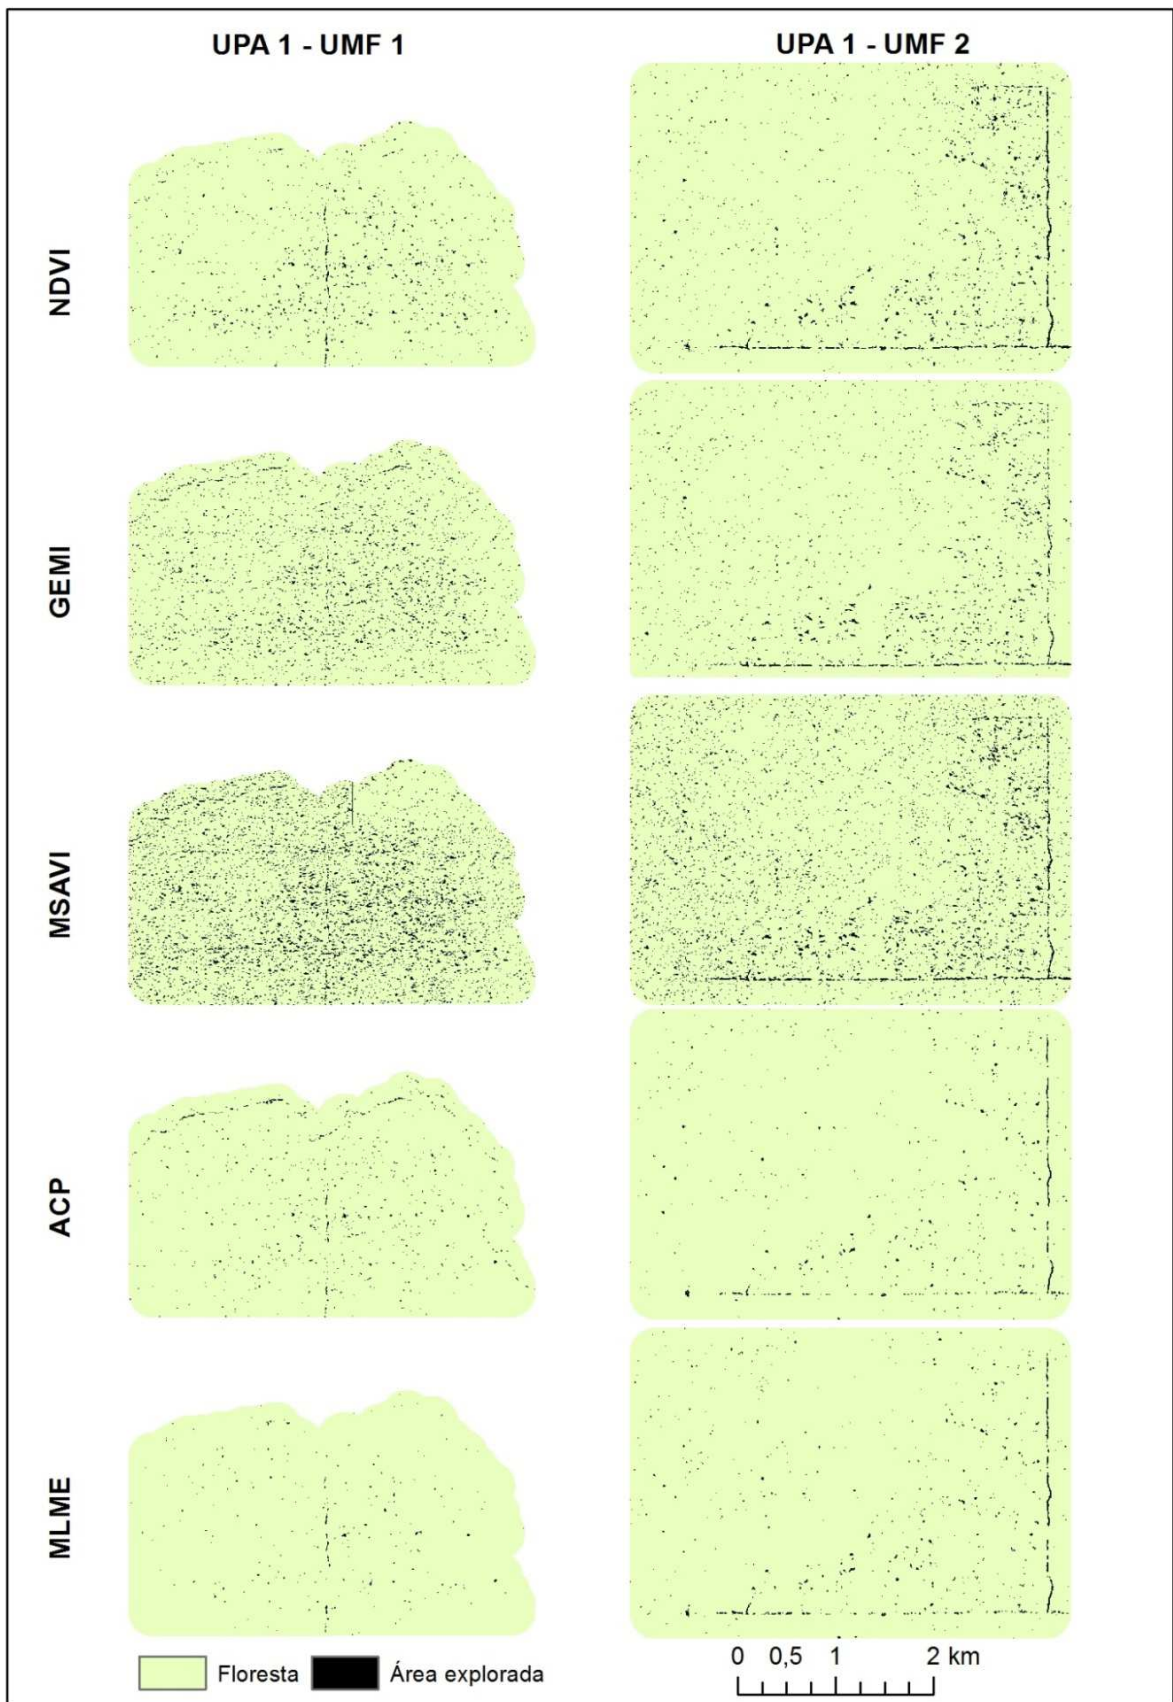 UPA 1 - UMF 1
UPA 1 - UMF 2
NDVI
GEMI
MSAVI
ACP
MLME
Floresta
Área explorada
0 0,5 1 2 km